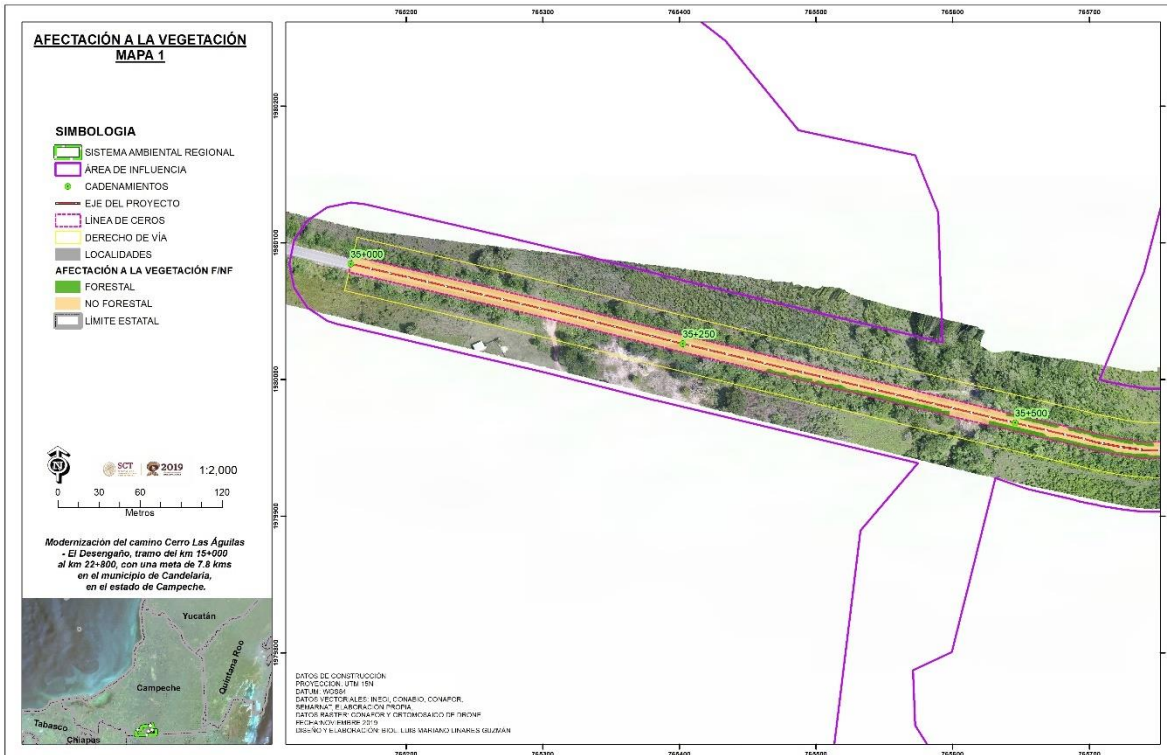 AFECTACIÓN A LA VEGETACIÓN
MAPA 1
SIMBOLOGIA
SISTEMA AMBIENTAL REGIONAL
ÁREA DE INFLUENCIA
CADENAMIENTOS
EJE DEL PROYECTO
LÍNEA DE CEROS
DERECHO DE VÍA
LOCALIDADES
AFECTACIÓN A LA VEGETACIÓN F/NF
FORESTAL
NO FORESTAL
LÍMITE ESTATAL
N
SCT
2019
1:2,000
0 30 60 120
Metros
Modernización del camino Cerro Las Águilas
- El Desengaño, tramo del km 15+000
al km 22+800, con una meta de 7.8 kms
en el municipio de Candelaria,
en el estado de Campeche.
Yucatán
Campeche
Quintana Roo
Tabasco
Chiapas
1980200
1980100
1980000
1979900
35+000
35+250
35+500
DATOS DE CONSTRUCCIÓN
PROYECCIÓN: UTM 15N
DATUM: WGS84
DATOS VECTORIALES: INEGI, CONABIO, CONAFOR,
SEMARNAT, ELABORACIÓN PROPIA,
DATOS RASTER: CONAFOR Y ORTOMOSAICO DE DRONE
FECHA: NOVIEMBRE 2019
DISEÑO Y ELABORACIÓN: BIOL. LUIS MARIANO LINARES GUZMÁN